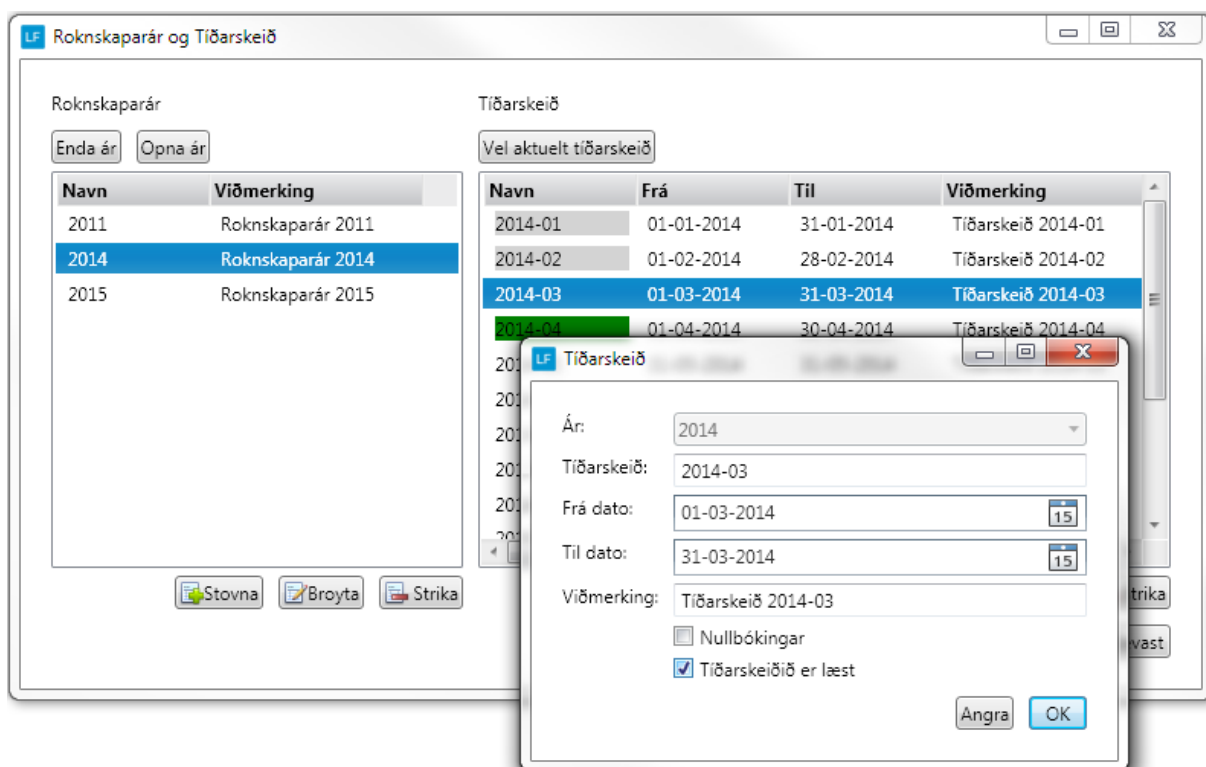 LF Roknskaparár og Tíðarskeið
Roknskaparár
Enda ár Opna ár
Navn Viðmerking
2011 Roknskaparár 2011
2014 Roknskaparár 2014
2015 Roknskaparár 2015
Stovna Broyta Strika
Tíðarskeið
Vel aktuelt tíðarskeið
Navn Frá Til Viðmerking
2014-01 01-01-2014 31-01-2014 Tíðarskeið 2014-01
2014-02 01-02-2014 28-02-2014 Tíðarskeið 2014-02
2014-03 01-03-2014 31-03-2014 Tíðarskeið 2014-03
2014-04 01-04-2014 30-04-2014 Tíðarskeið 2014-04
LF Tíðarskeið
Ár: 2014
Tíðarskeið: 2014-03
Frá dato: 01-03-2014 15
Til dato: 31-03-2014 15
Viðmerking: Tíðarskeið 2014-03
Nullbókingar
Tíðarskeiðið er læst
Angra OK